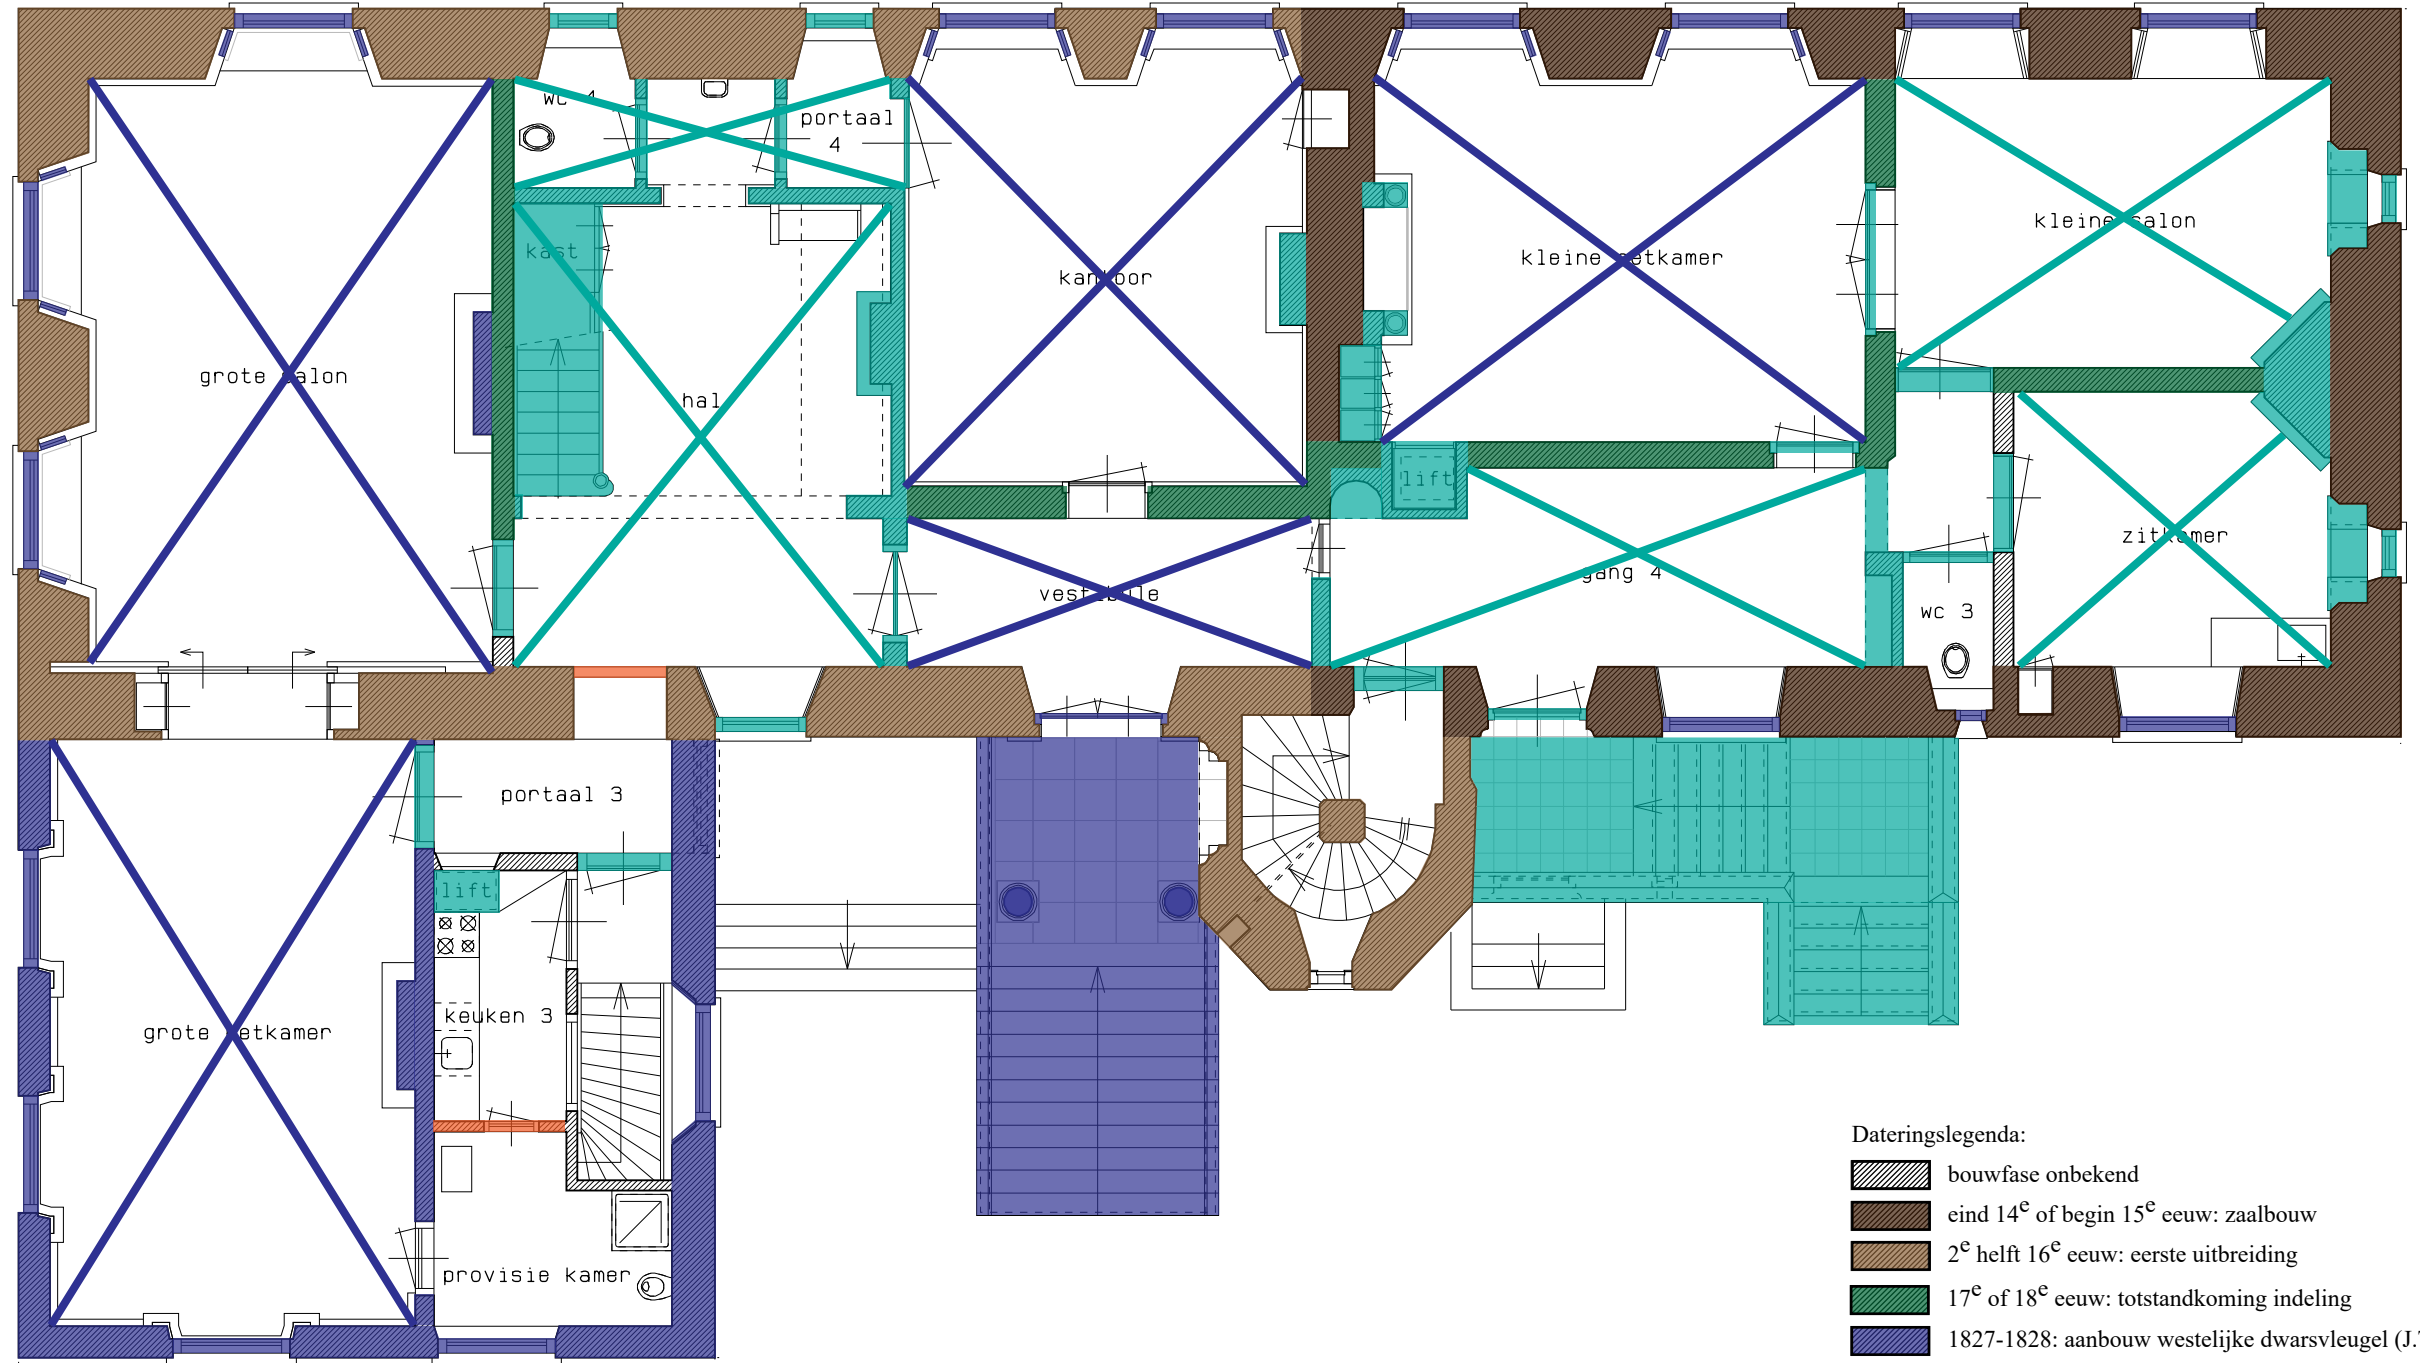 wc 4
portaal
4
kast
kleine salon
kleine eetkamer
kantoor
grote salon
hal
lift
zitkamer
gang 4
vestibule
wc 3
portaal 3
lift
keuken 3
grote eetkamer
provisie kamer
Dateringslegenda:
bouwfase onbekend
eind 14e of begin 15e eeuw: zaalbouw
2e helft 16e eeuw: eerste uitbreiding
17e of 18e eeuw: totstandkoming indeling
1827-1828: aanbouw westelijke dwarsvleugel (J.